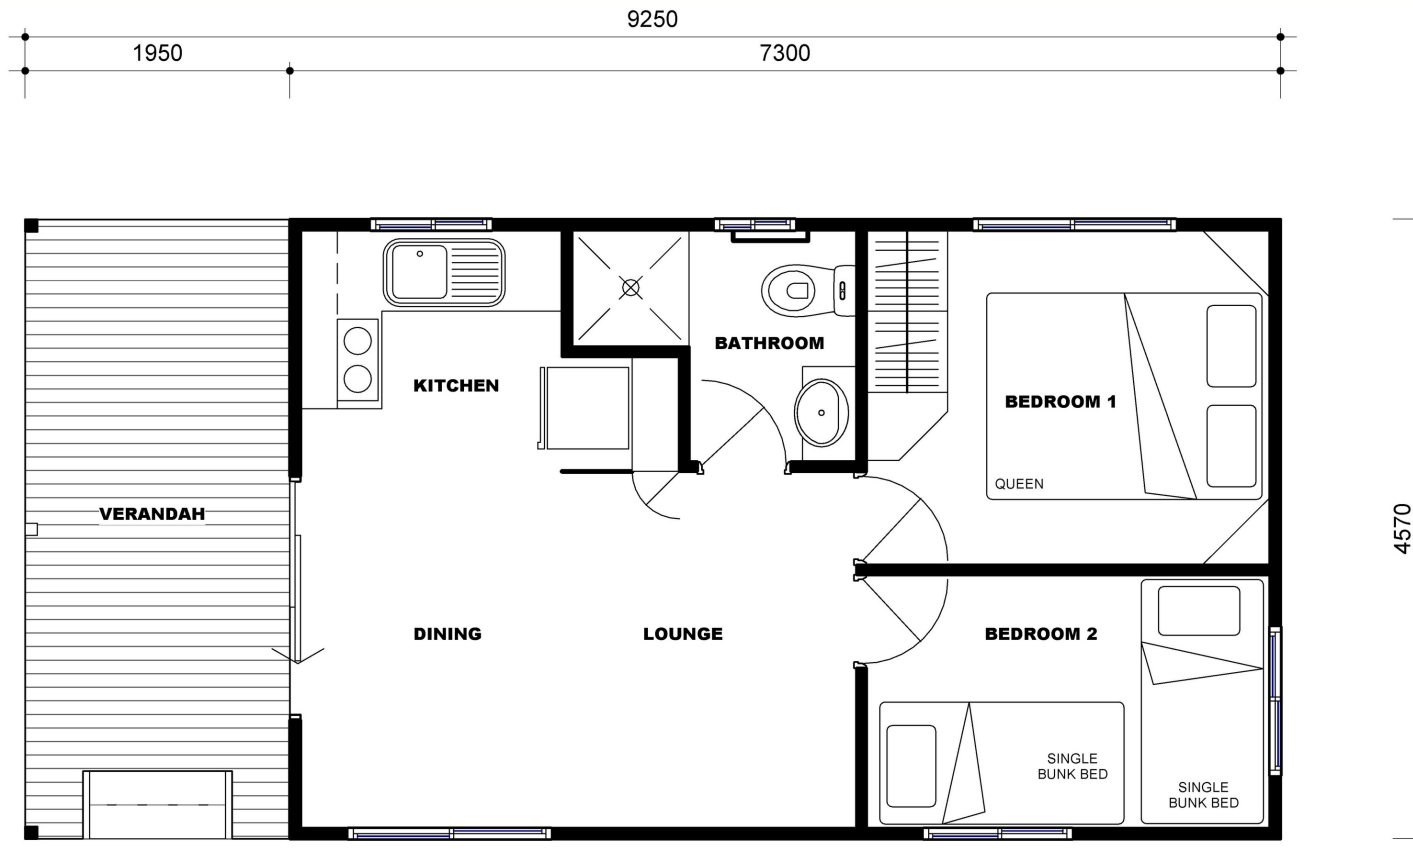 9250
1950
7300
BATHROOM
KITCHEN
BEDROOM 1
QUEEN
VERANDAH
4570
DINING
LOUNGE
BEDROOM 2
SINGLE
BUNK BED
SINGLE
BUNK BED